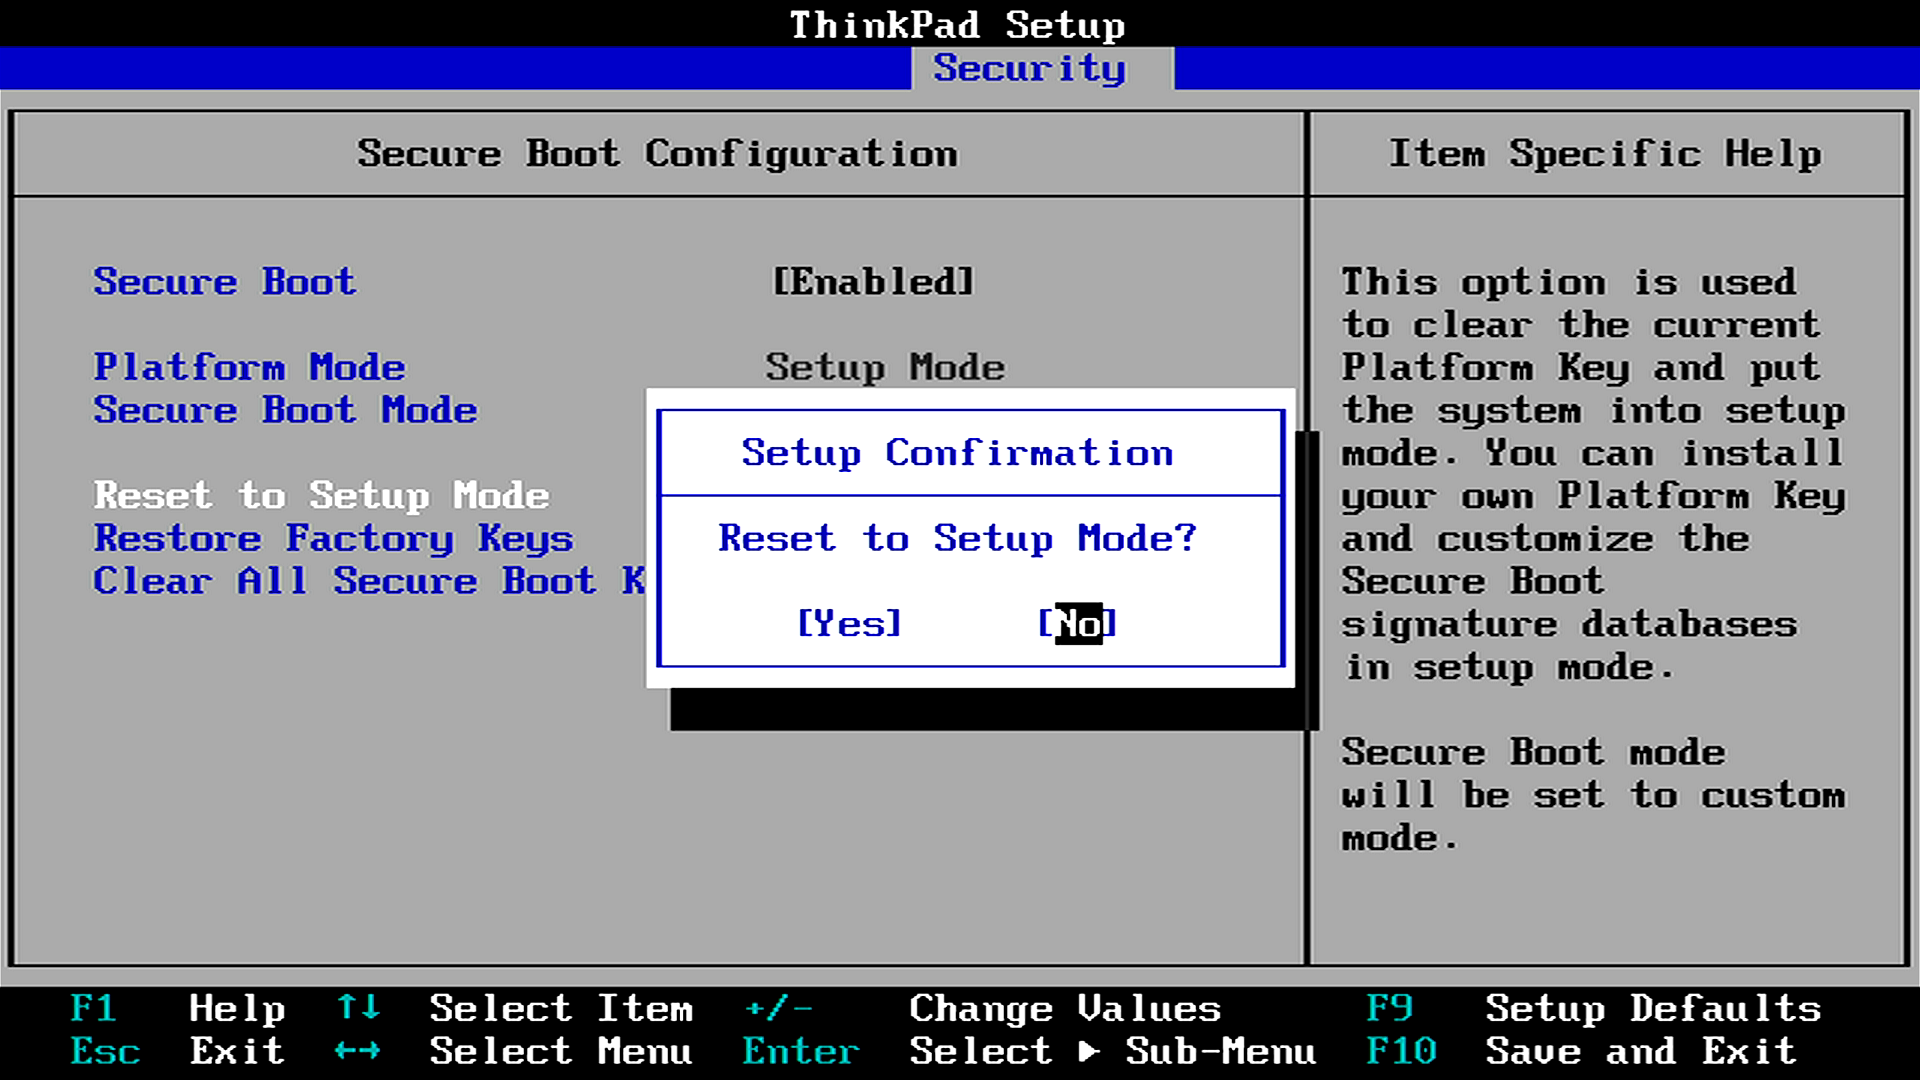 ThinkPad Setup
Security
Secure Boot Configuration
Item Specific Help
Secure Boot [Enabled]
Platform Mode Setup Mode
Secure Boot Mode
Reset to Setup Mode
Restore Factory Keys
Clear All Secure Boot K
Setup Confirmation
Reset to Setup Mode?
[Yes] [No]
This option is used
to clear the current
Platform Key and put
the system into setup
mode. You can install
your own Platform Key
and customize the
Secure Boot
signature databases
in setup mode.
Secure Boot mode
will be set to custom
mode.
F1 Help ↑↓ Select Item +/- Change Values F9 Setup Defaults
Esc Exit ←→ Select Menu Enter Select ▶ Sub-Menu F10 Save and Exit